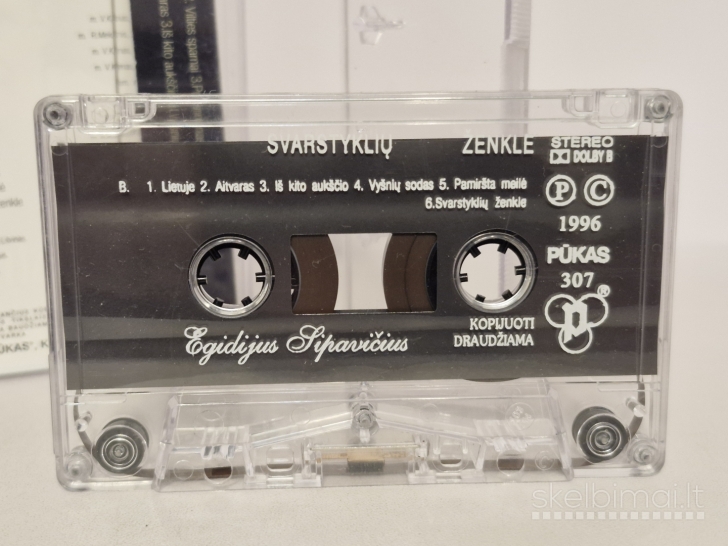 SVARSTYKLIŲ ŽENKLE
STEREO
DOLBY B
B. 1. Lietuje 2. Aitvaras 3. Iš kito aukščio 4. Vyšnių sodas 5. Pamiršta meilė
6.Svarstyklių ženkle
P C
1996
PŪKAS
307
Egidijus Sipavičius
KOPIJUOTI
DRAUDŽIAMA
P ®
skelbimai.lt